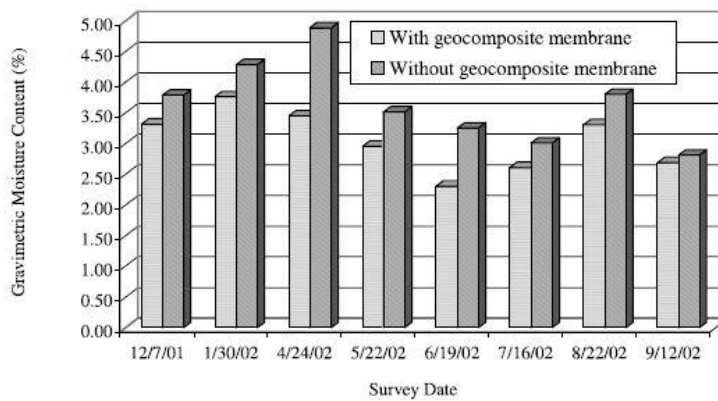 5.00
4.50
4.00
3.50
3.00
2.50
2.00
1.50
1.00
0.50
0.00
Gravimetric Moisture Content (%)
With geocomposite membrane
Without geocomposite membrane
12/7/01 1/30/02 4/24/02 5/22/02 6/19/02 7/16/02 8/22/02 9/12/02
Survey Date